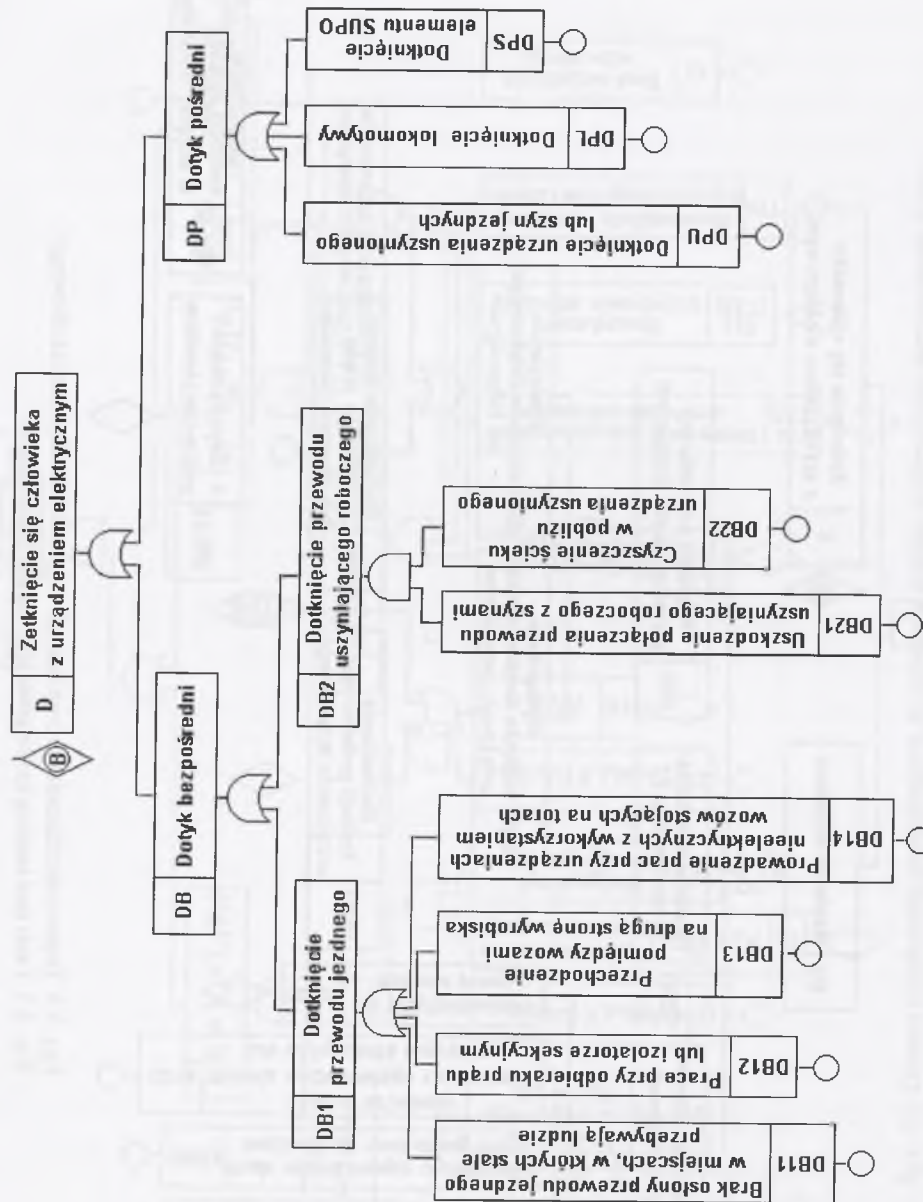 D
Zetknięcie się człowieka
z urządzeniem elektrycznym
B
DB
Dotyk bezpośredni
DP
Dotyk pośredni
DB1
Dotknięcie
przewodu jezdnego
DB2
Dotknięcie przewodu
uszyniającego roboczego
Dotknięcie urządzenia uszynionego
lub szyn jezdnych
DPU
Dotknięcie lokomotywy
DPL
Dotknięcie
elementu SUPO
DPS
Brak osłony przewodu jezdnego
w miejscach, w których stale
przebywają ludzie
DB11
Prace przy odbieraku prądu
lub izolatorze sekcyjnym
DB12
Przechodzenie
pomiędzy wozami
na drugą stronę wyrobiska
DB13
Prowadzenie prac przy urządzeniach
nieelektrycznych z wykorzystaniem
wozów stojących na torach
DB14
Uszkodzenie połączenia przewodu
uszyniającego roboczego z szynami
DB21
Czyszczenie ścieku
w pobliżu
urządzenia uszynionego
DB22